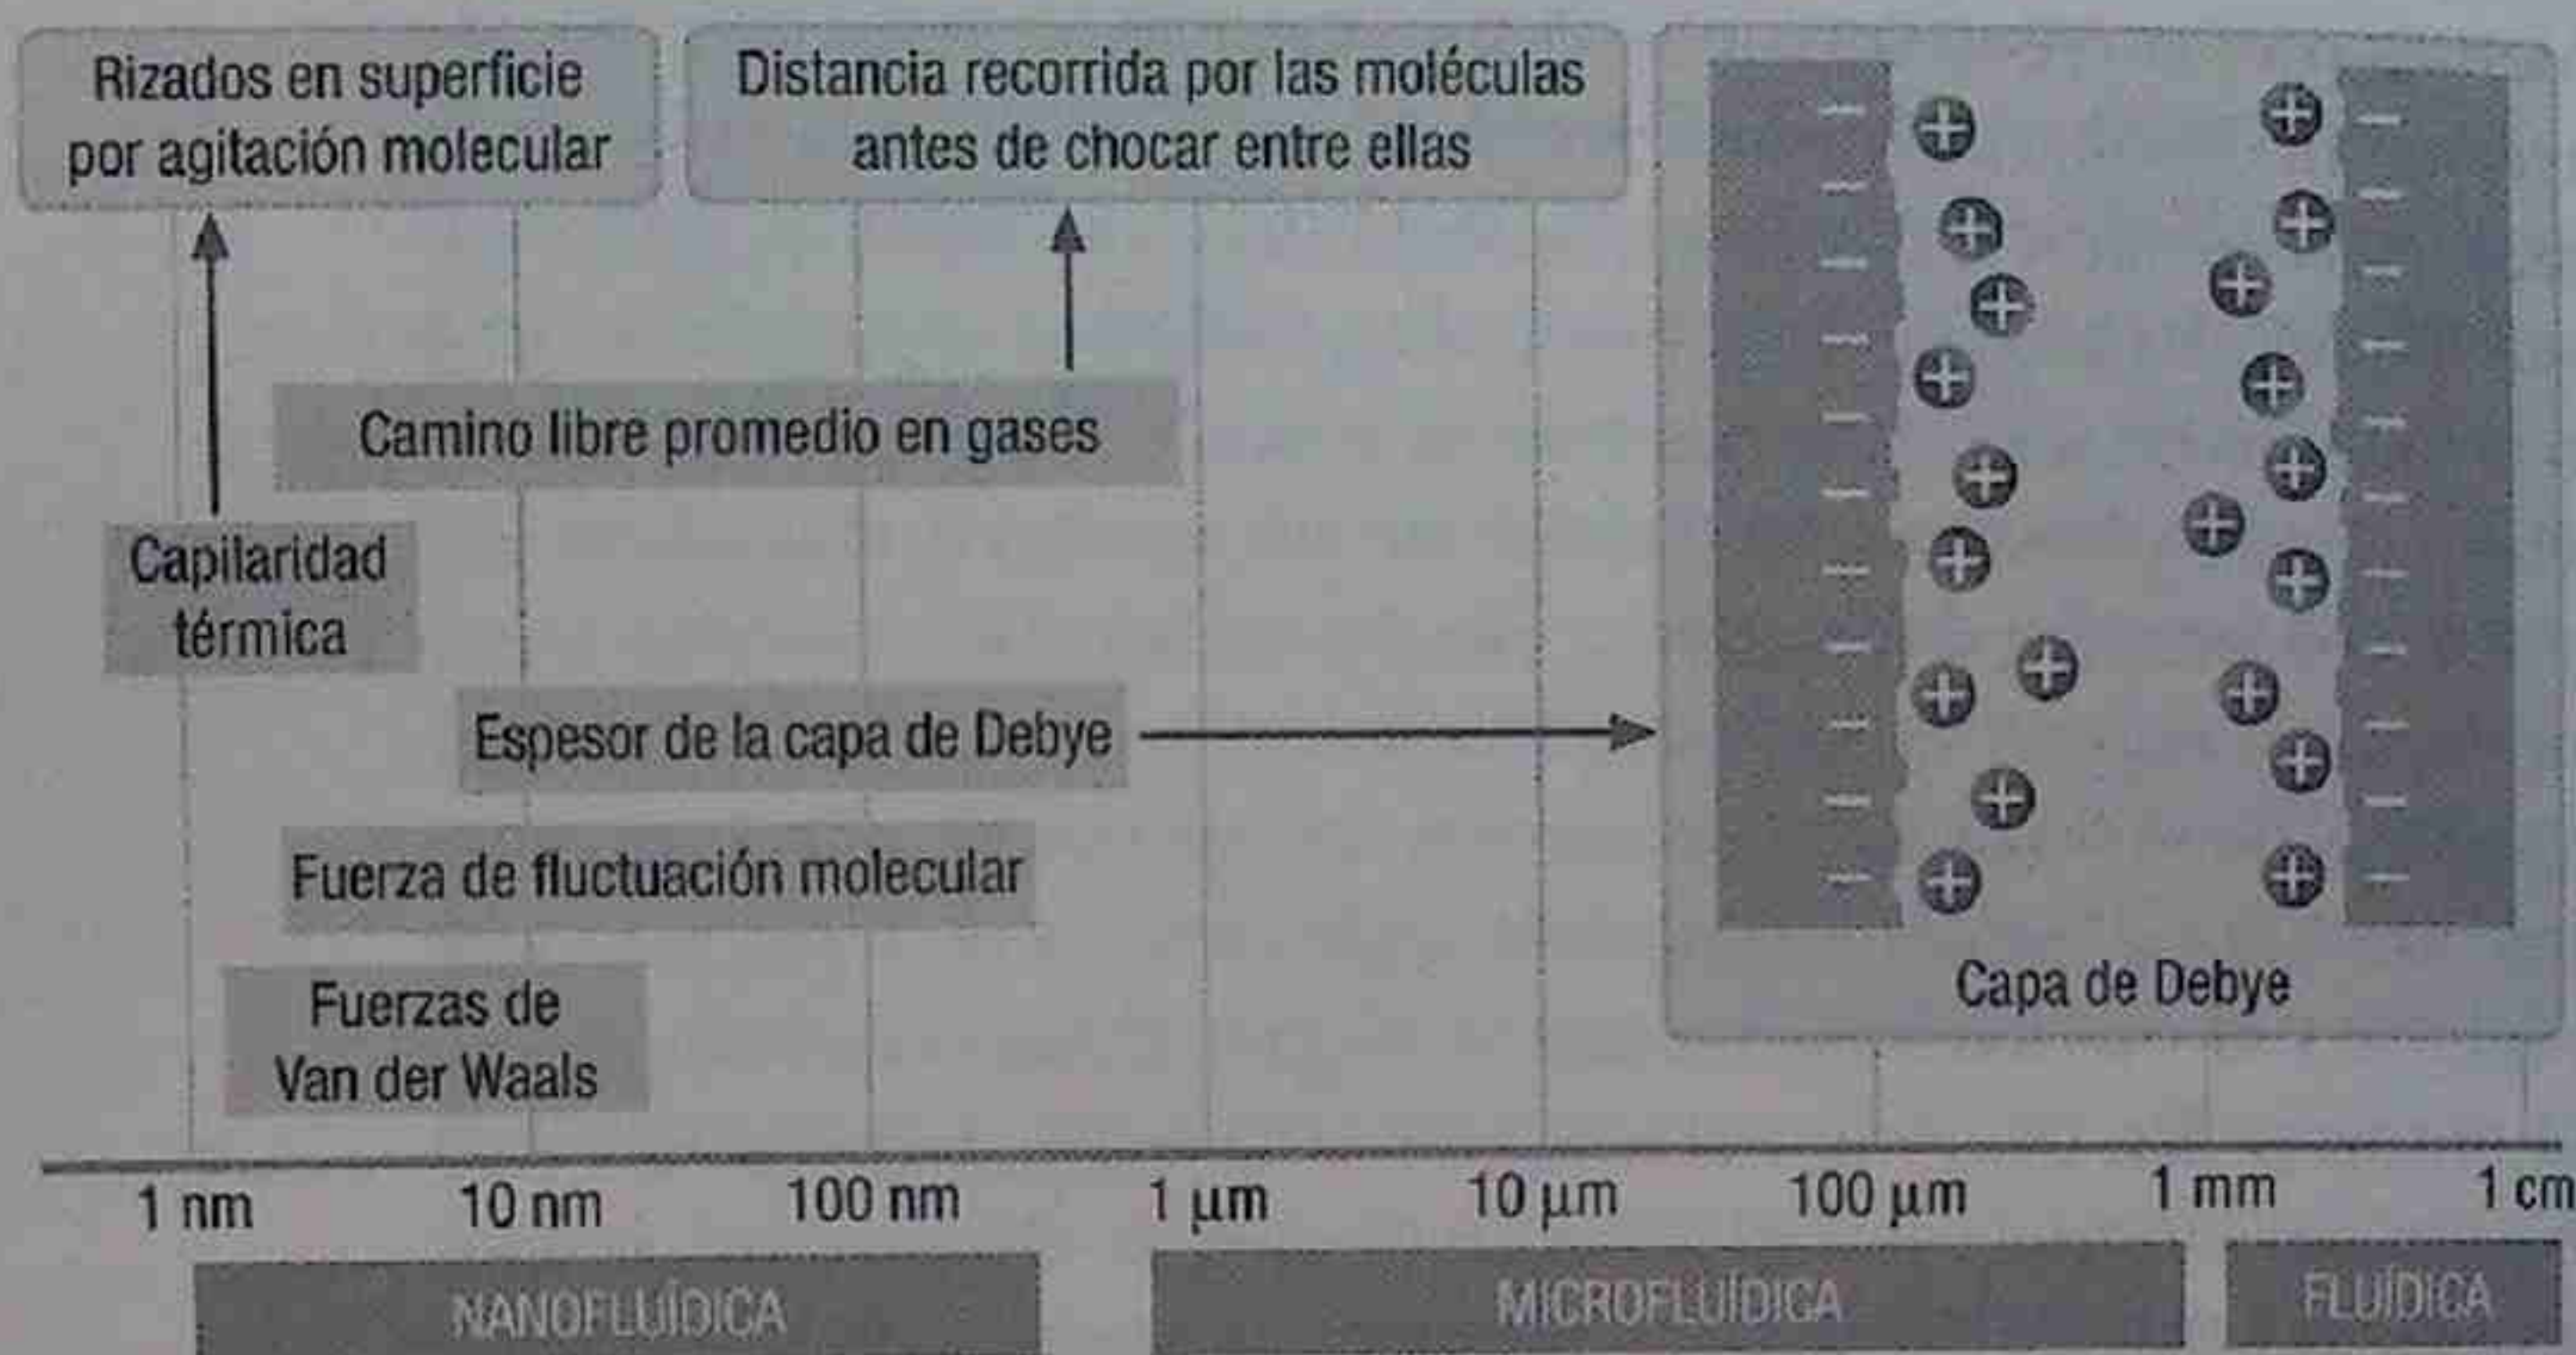 Rizados en superficie
por agitación molecular
Distancia recorrida por las moléculas
antes de chocar entre ellas
Camino libre promedio en gases
Capilaridad
térmica
Espesor de la capa de Debye
Fuerza de fluctuación molecular
Fuerzas de
Van der Waals
Capa de Debye
1 nm 10 nm 100 nm 1 μm 10 μm 100 μm 1 mm 1 cm
NANOFLUÍDICA MICROFLUÍDICA FLUÍDICA